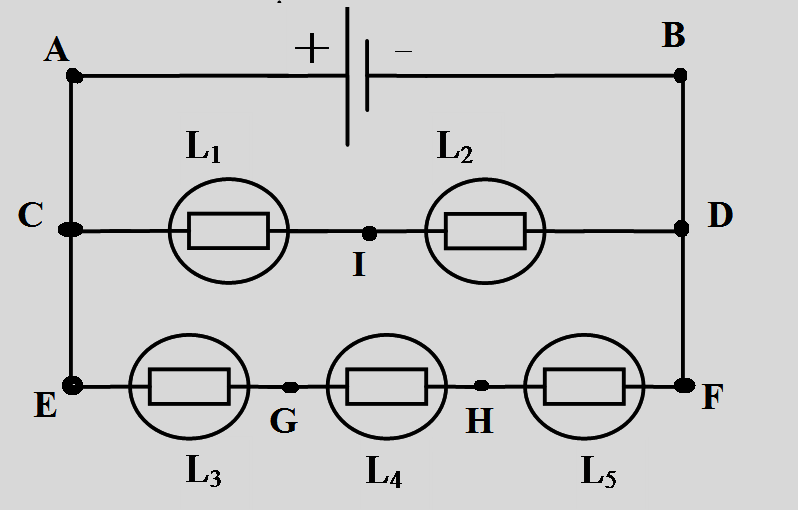 A + − B
L₁ L₂
C I D
E G H F
L₃ L₄ L₅